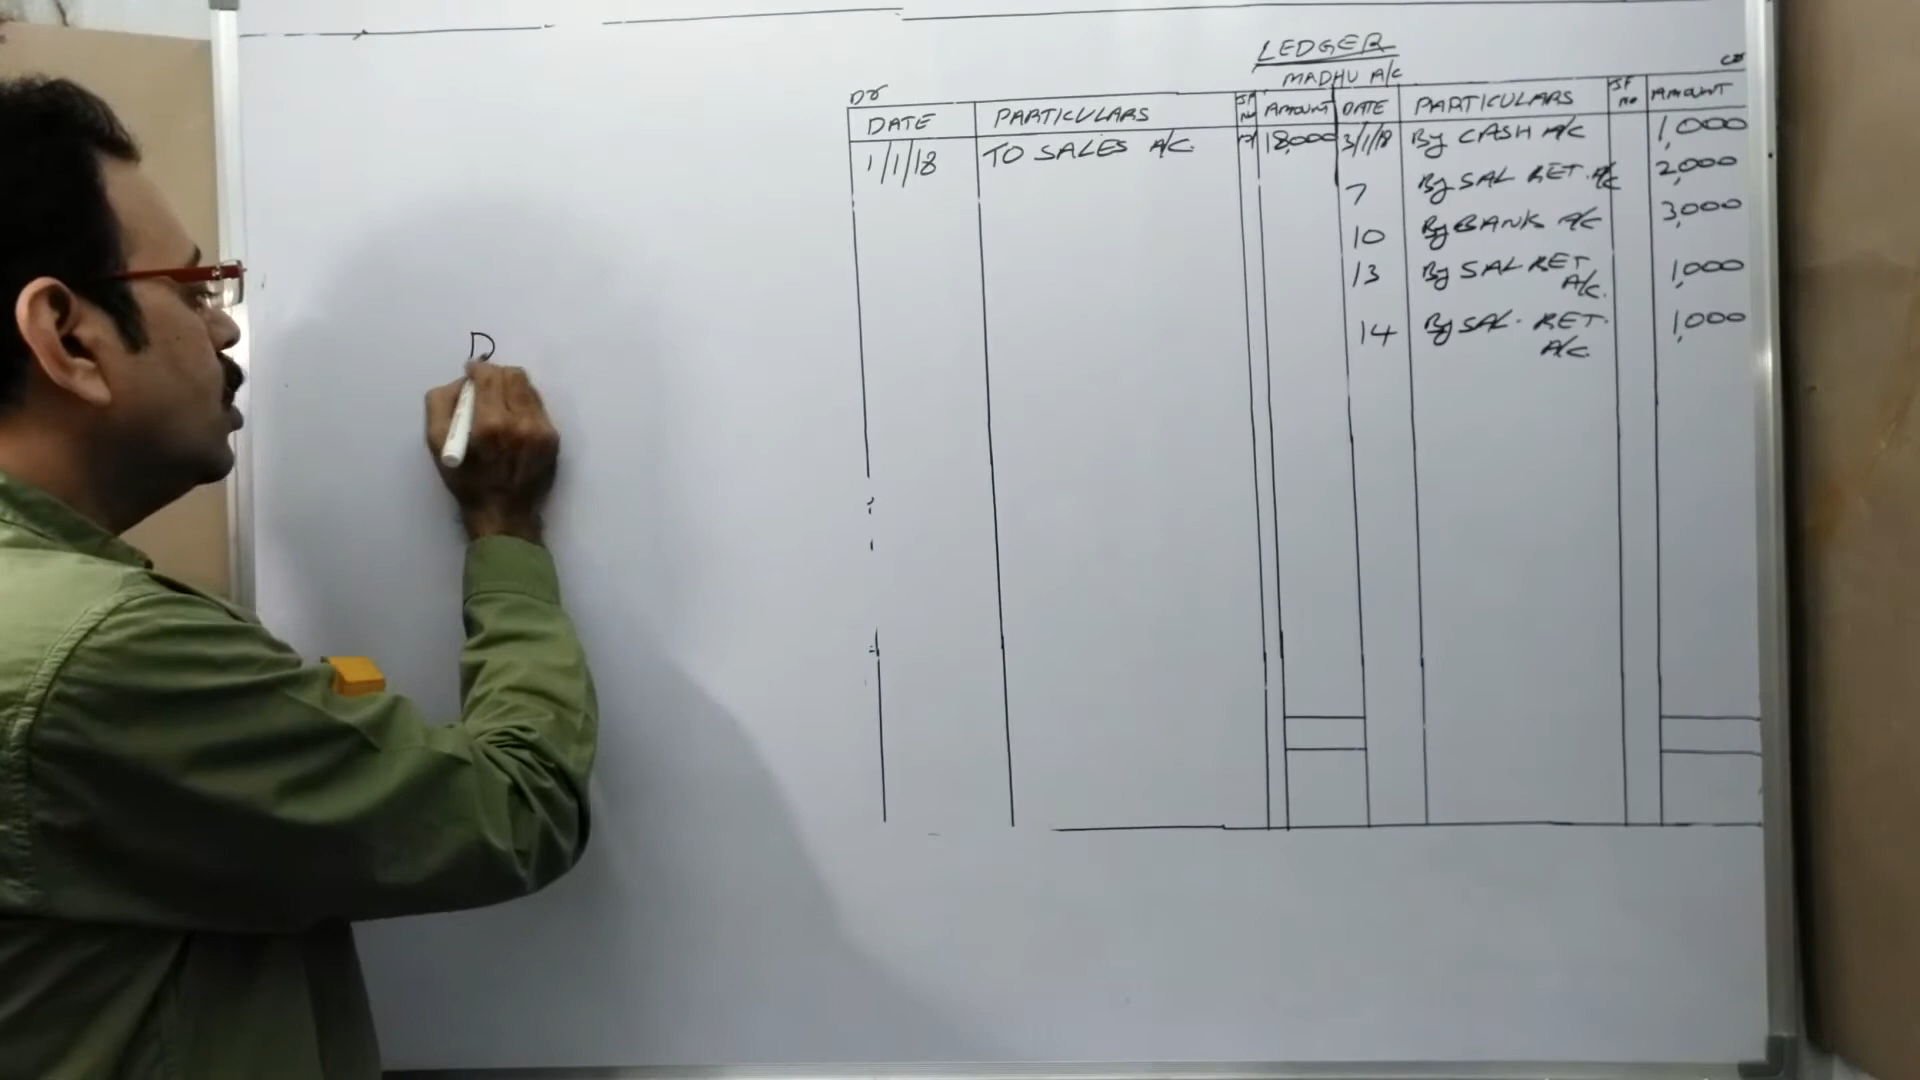 LEDGER
MADHU A/C
Dr
Cr
DATE PARTICULARS JF No AMOUNT DATE PARTICULARS JF No AMOUNT
1/1/18 TO SALES A/C. 18,000 3/1/18 By CASH A/C 1,000
7 By SAL RET. A/C 2,000
10 By BANK A/C 3,000
13 By SAL RET A/C. 1,000
14 By SAL. RET. A/C. 1,000
D